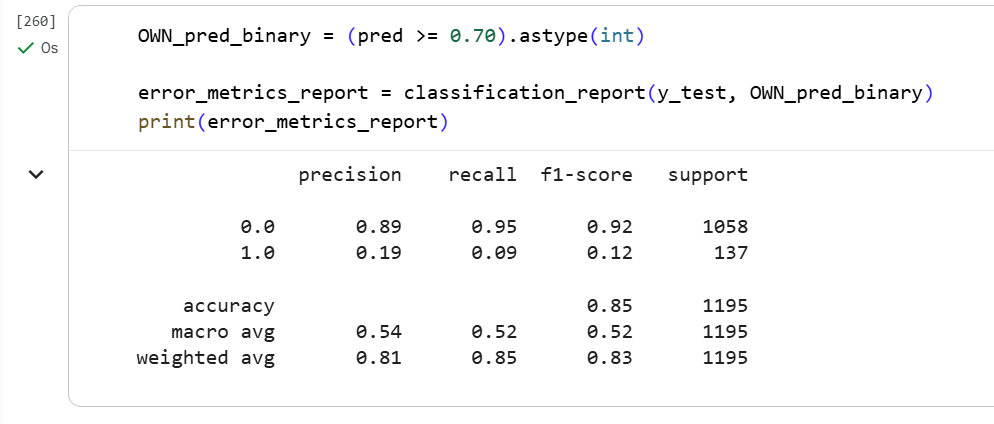 [260]
0s
OWN_pred_binary = (pred >= 0.70).astype(int)
error_metrics_report = classification_report(y_test, OWN_pred_binary)
print(error_metrics_report)
precision recall f1-score support
0.0 0.89 0.95 0.92 1058
1.0 0.19 0.09 0.12 137
accuracy 0.85 1195
macro avg 0.54 0.52 0.52 1195
weighted avg 0.81 0.85 0.83 1195